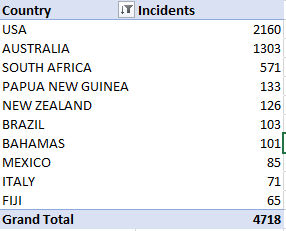 Country Incidents
USA 2160
AUSTRALIA 1303
SOUTH AFRICA 571
PAPUA NEW GUINEA 133
NEW ZEALAND 126
BRAZIL 103
BAHAMAS 101
MEXICO 85
ITALY 71
FIJI 65
Grand Total 4718